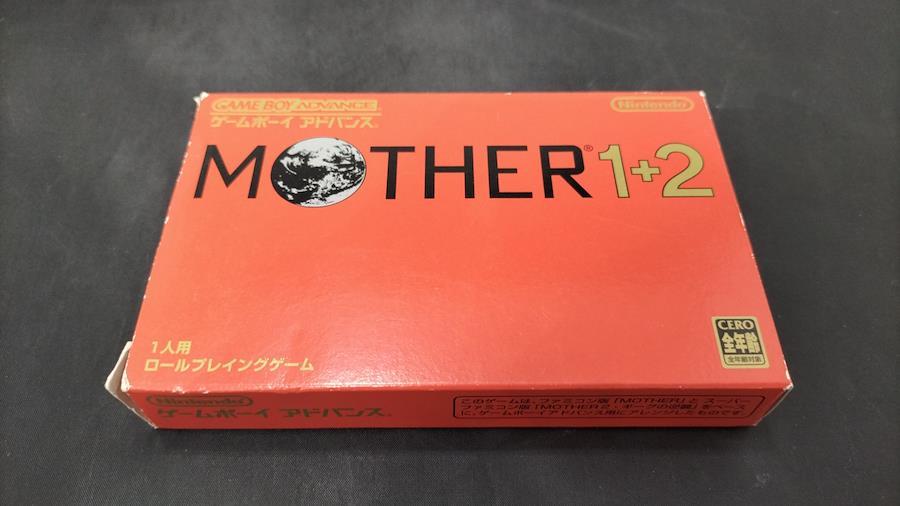 GAME BOY ADVANCE
Nintendo
ゲームボーイ アドバンス®
MOTHER® 1+2
1人用
ロールプレイングゲーム
CERO
全年齢
全年齢対象
Nintendo
ゲームボーイ アドバンス®
このゲームは、ファミコン版「MOTHER」と スーパー
ファミコン版「MOTHER2 ギーグの逆襲」をベース
に、ゲームボーイアドバンス用にアレンジしたものです。